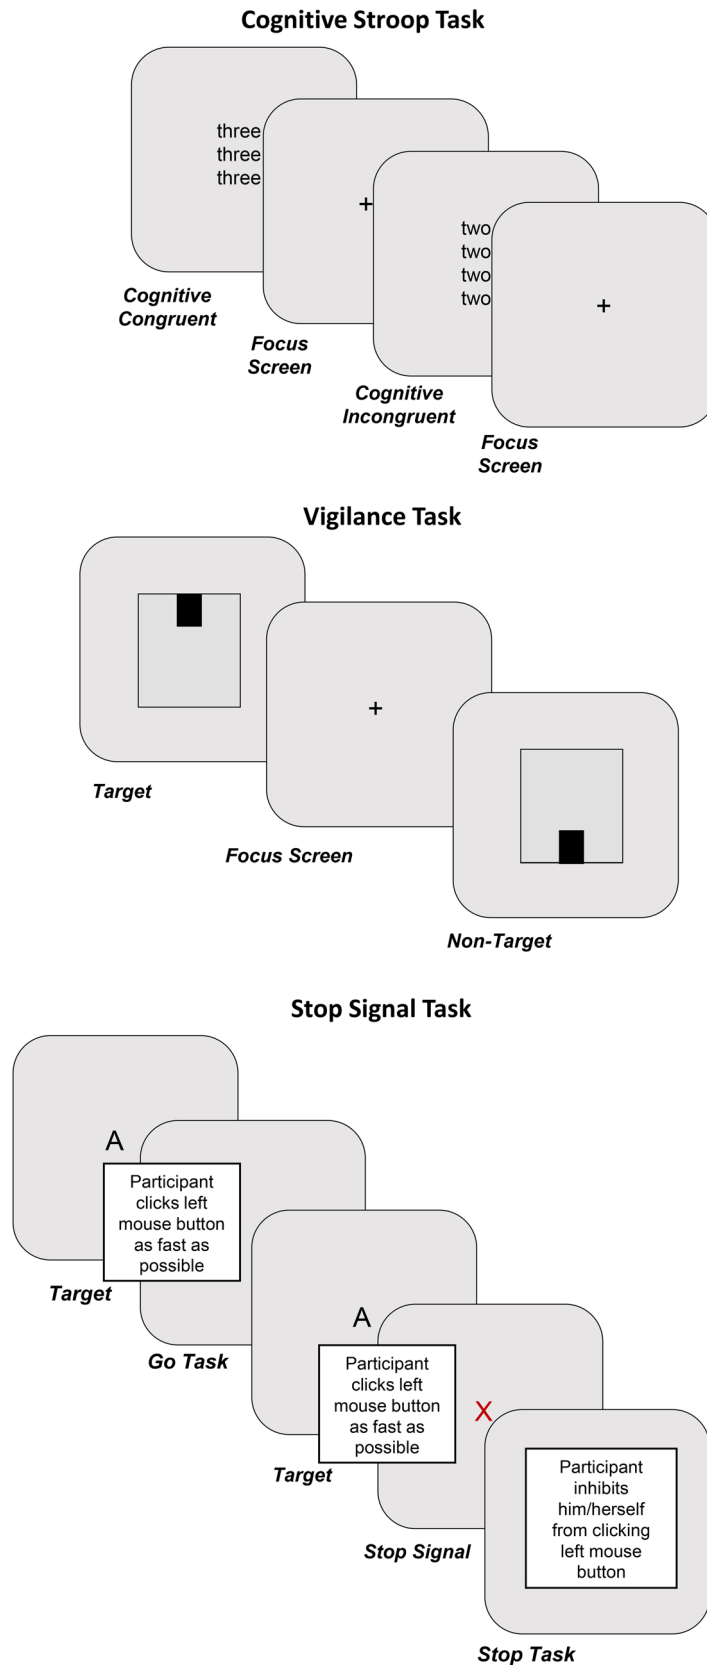 Cognitive Stroop Task
three
three
three
+
two
two
two
two
+
Cognitive
Congruent
Focus
Screen
Cognitive
Incongruent
Focus
Screen
Vigilance Task
+
Target
Focus Screen
Non-Target
Stop Signal Task
A
Participant
clicks left
mouse button
as fast as
possible
Target
Go Task
A
Participant
clicks left
mouse button
as fast as
possible
Target
X
Stop Signal
Participant
inhibits
him/herself
from clicking
left mouse
button
Stop Task